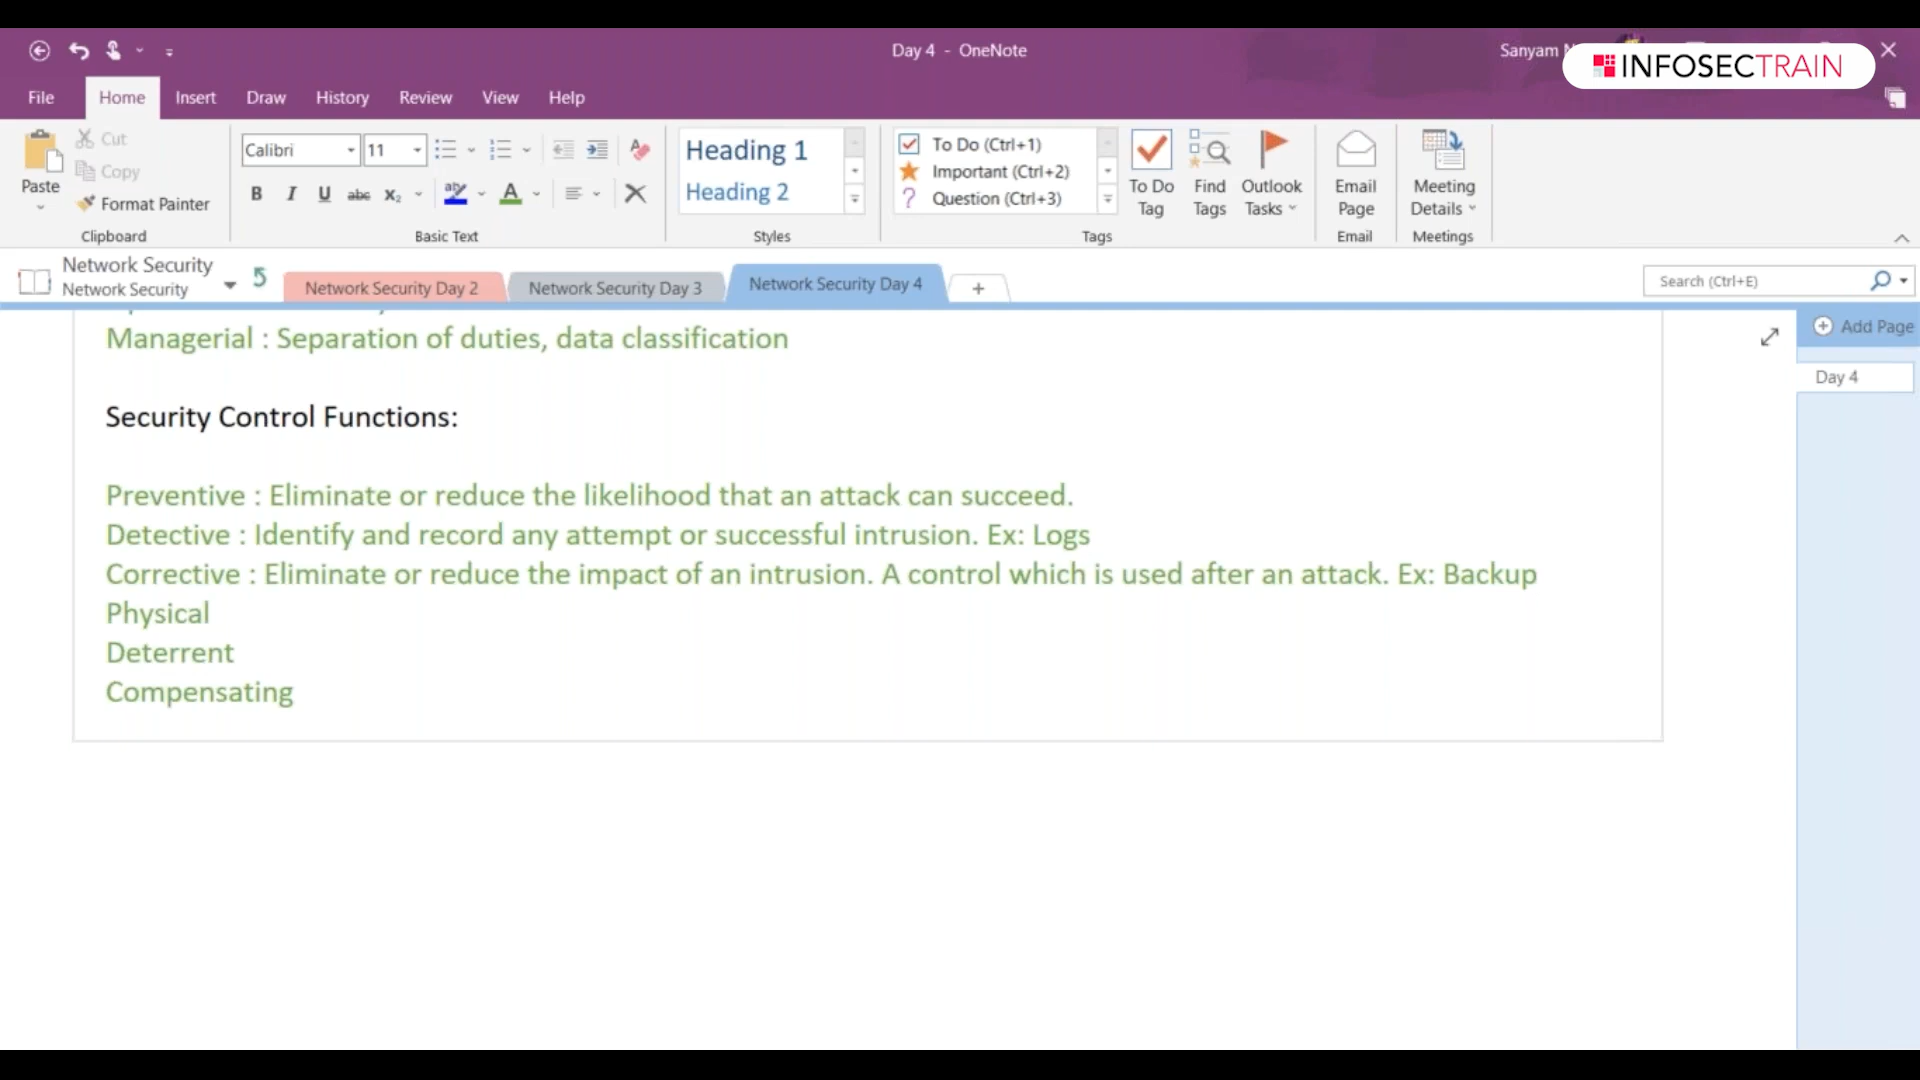 Day 4 - OneNote
Sanyam
INFOSECTRAIN
File Home Insert Draw History Review View Help
Paste
Cut
Copy
Format Painter
Clipboard
Calibri 11
B I U abc X₂ aby A
Basic Text
Heading 1
Heading 2
Styles
To Do (Ctrl+1)
Important (Ctrl+2)
Question (Ctrl+3)
To Do Tag
Find Tags
Outlook Tasks
Tags
Email Page
Email
Meeting Details
Meetings
Network Security
Network Security
Network Security Day 2
Network Security Day 3
Network Security Day 4
+
Search (Ctrl+E)
Managerial : Separation of duties, data classification
Add Page
Day 4
Security Control Functions:
Preventive : Eliminate or reduce the likelihood that an attack can succeed.
Detective : Identify and record any attempt or successful intrusion. Ex: Logs
Corrective : Eliminate or reduce the impact of an intrusion. A control which is used after an attack. Ex: Backup
Physical
Deterrent
Compensating